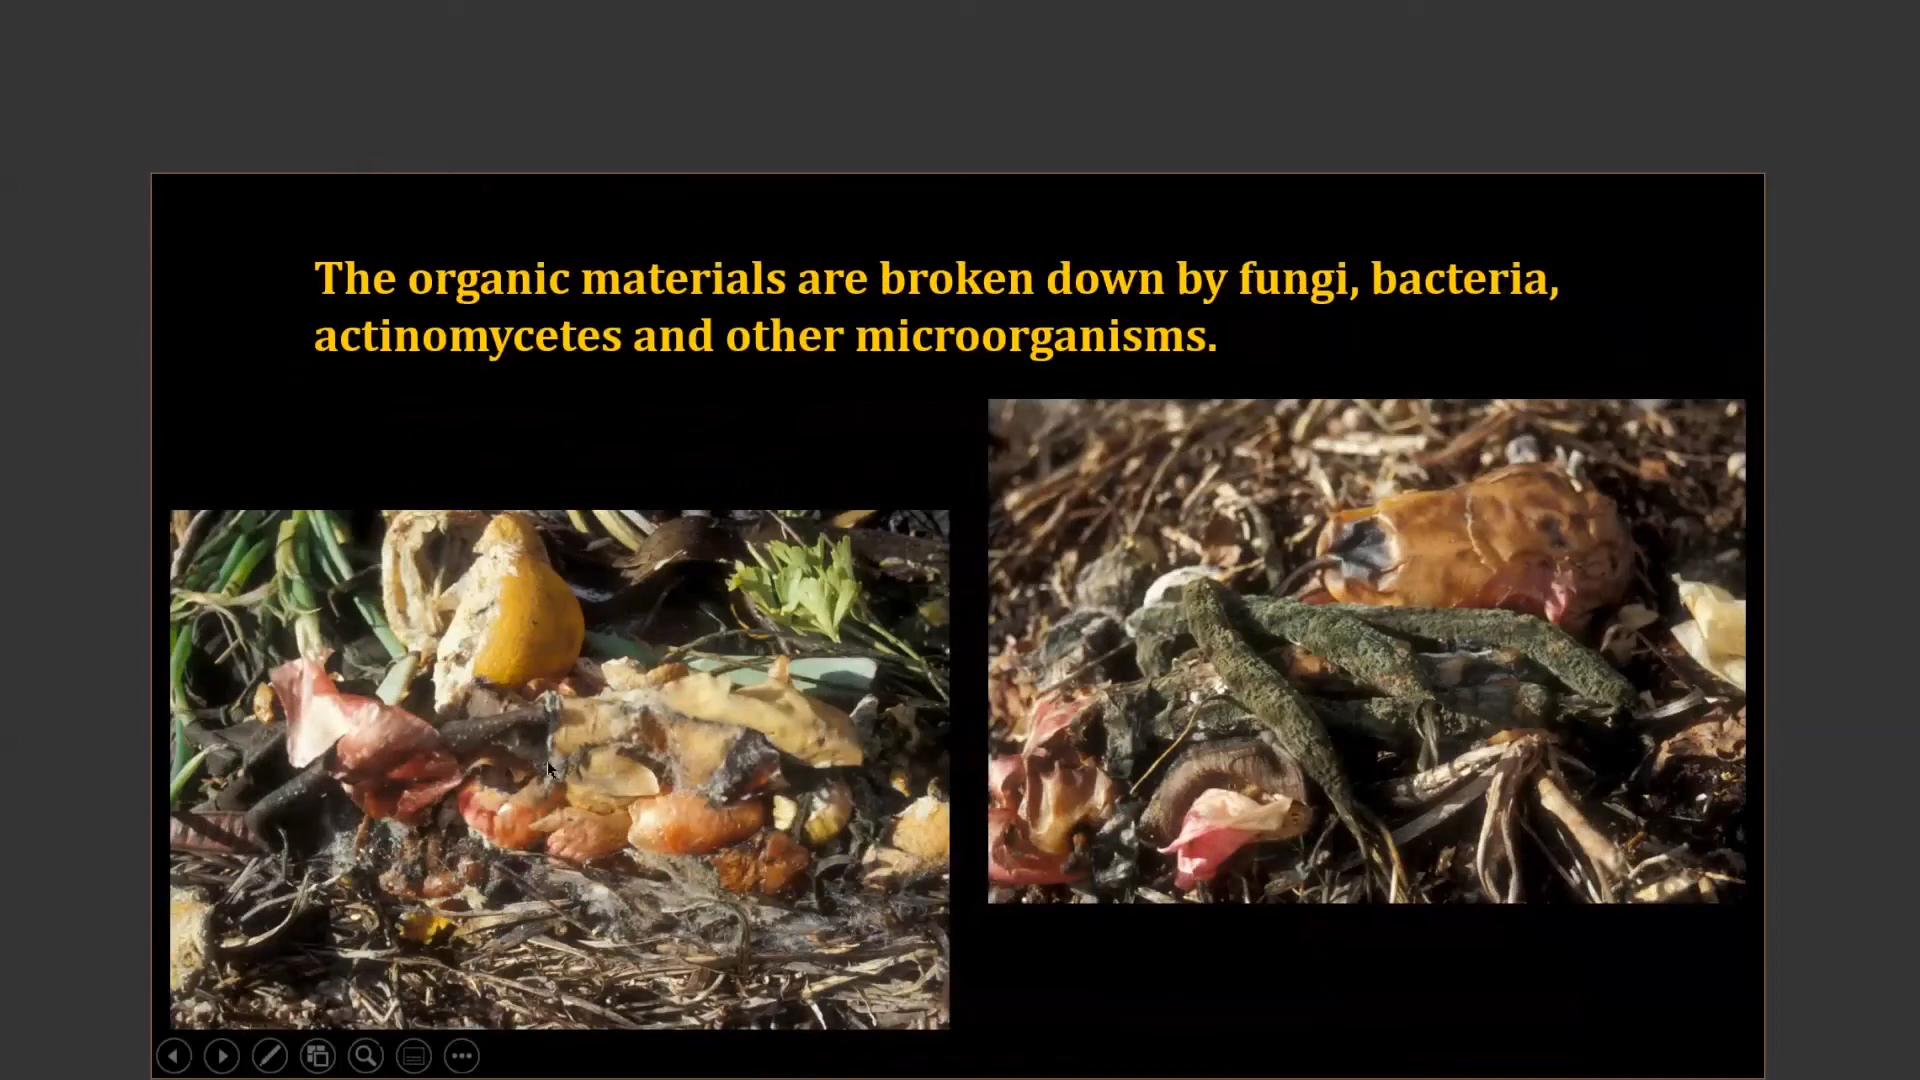 The organic materials are broken down by fungi, bacteria,
actinomycetes and other microorganisms.